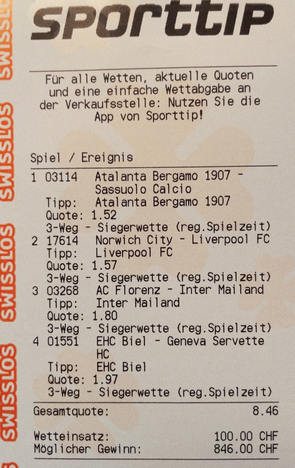 sporttip
Für alle Wetten, aktuelle Quoten
und eine einfache Wettabgabe an
der Verkaufsstelle: Nutzen Sie die
App von Sporttip!
Spiel / Ereignis
1 03114 Atalanta Bergamo 1907 -
Sassuolo Calcio
Tipp: Atalanta Bergamo 1907
Quote: 1.52
3-Weg - Siegerwette (reg.Spielzeit)
2 17614 Norwich City - Liverpool FC
Tipp: Liverpool FC
Quote: 1.57
3-Weg - Siegerwette (reg.Spielzeit)
3 03268 AC Florenz - Inter Mailand
Tipp: Inter Mailand
Quote: 1.80
3-Weg - Siegerwette (reg.Spielzeit)
4 01551 EHC Biel - Geneva Servette
HC
Tipp: EHC Biel
Quote: 1.97
3-Weg - Siegerwette (reg.Spielzeit)
Gesamtquote: 8.46
Wetteinsatz: 100.00 CHF
Möglicher Gewinn: 846.00 CHF
SWISSLOS
SWISSLOS
SWISSLOS
SWISSLOS